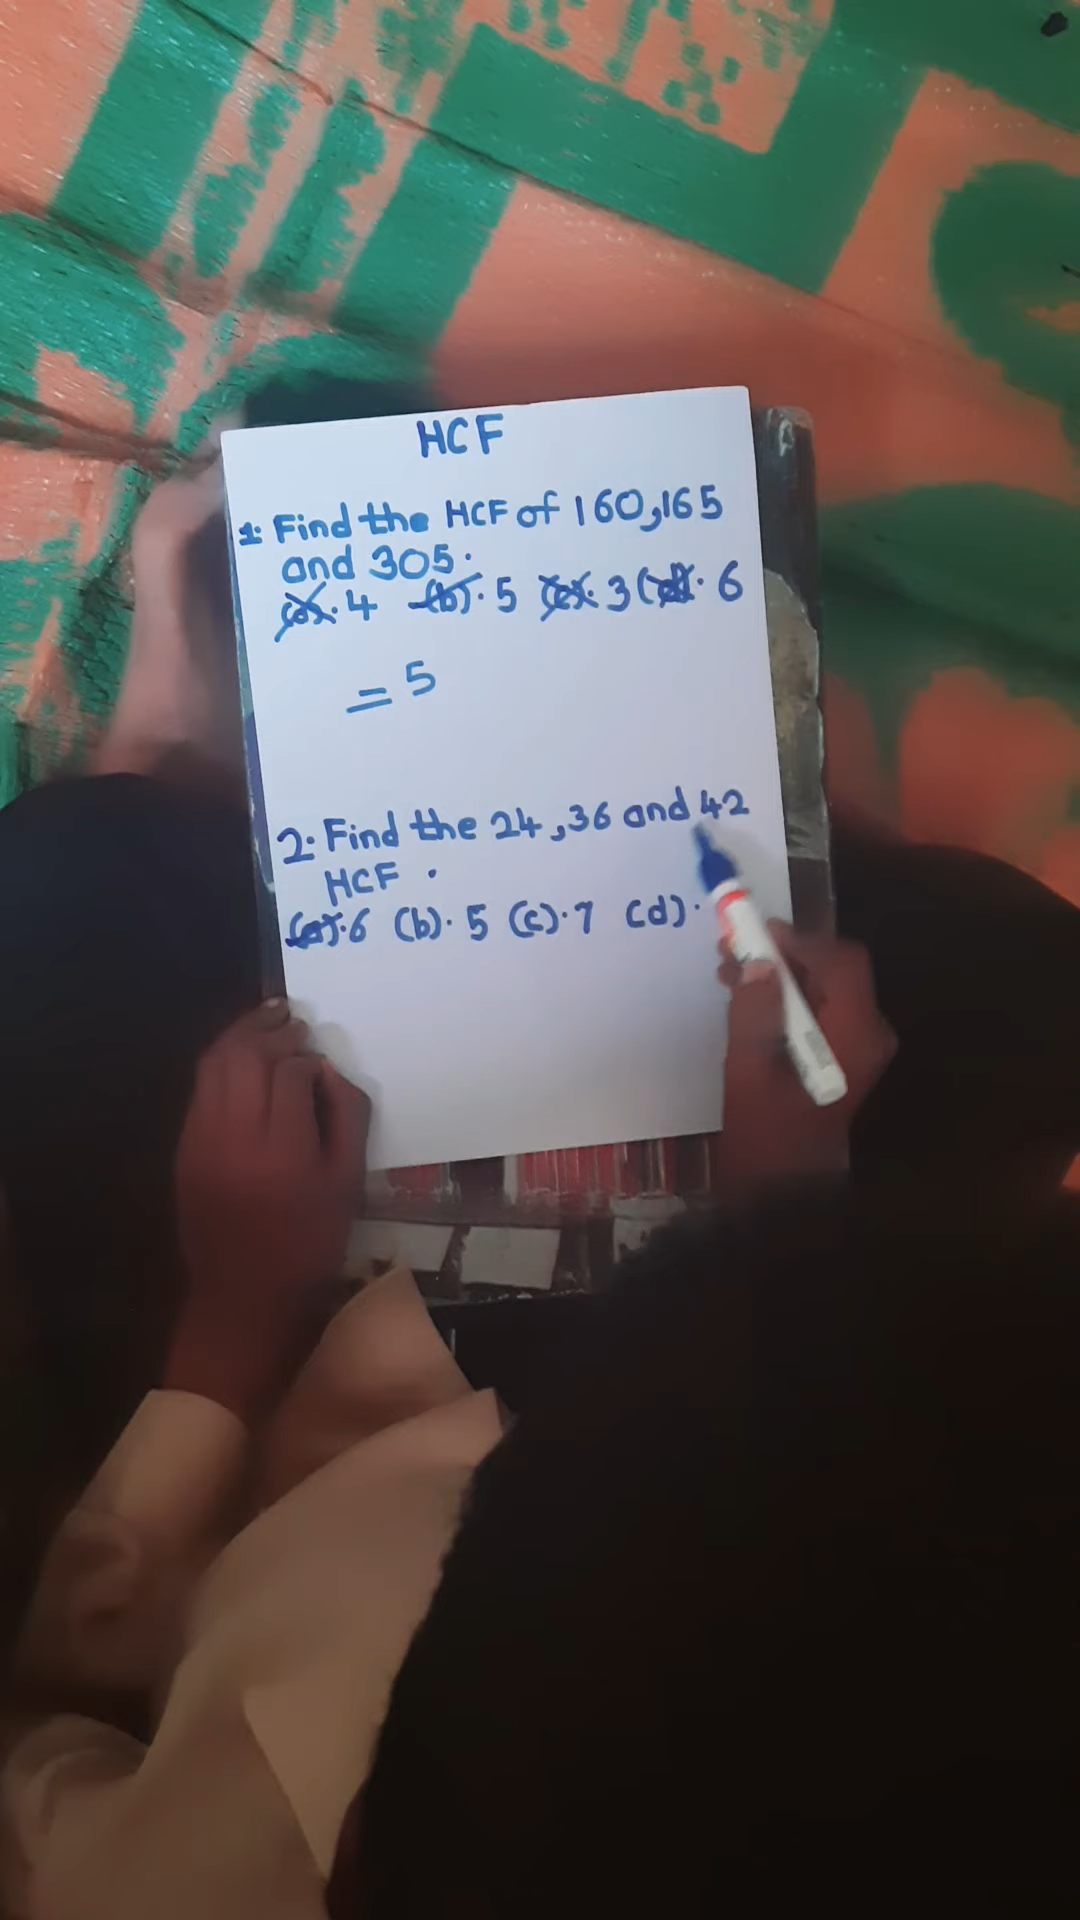 HCF
1. Find the HCF of 160,165
and 305.
(a). 4 (b). 5 (c). 3 (d). 6
= 5
2. Find the 24, 36 and 42
HCF .
(a). 6 (b). 5 (c). 7 (d).